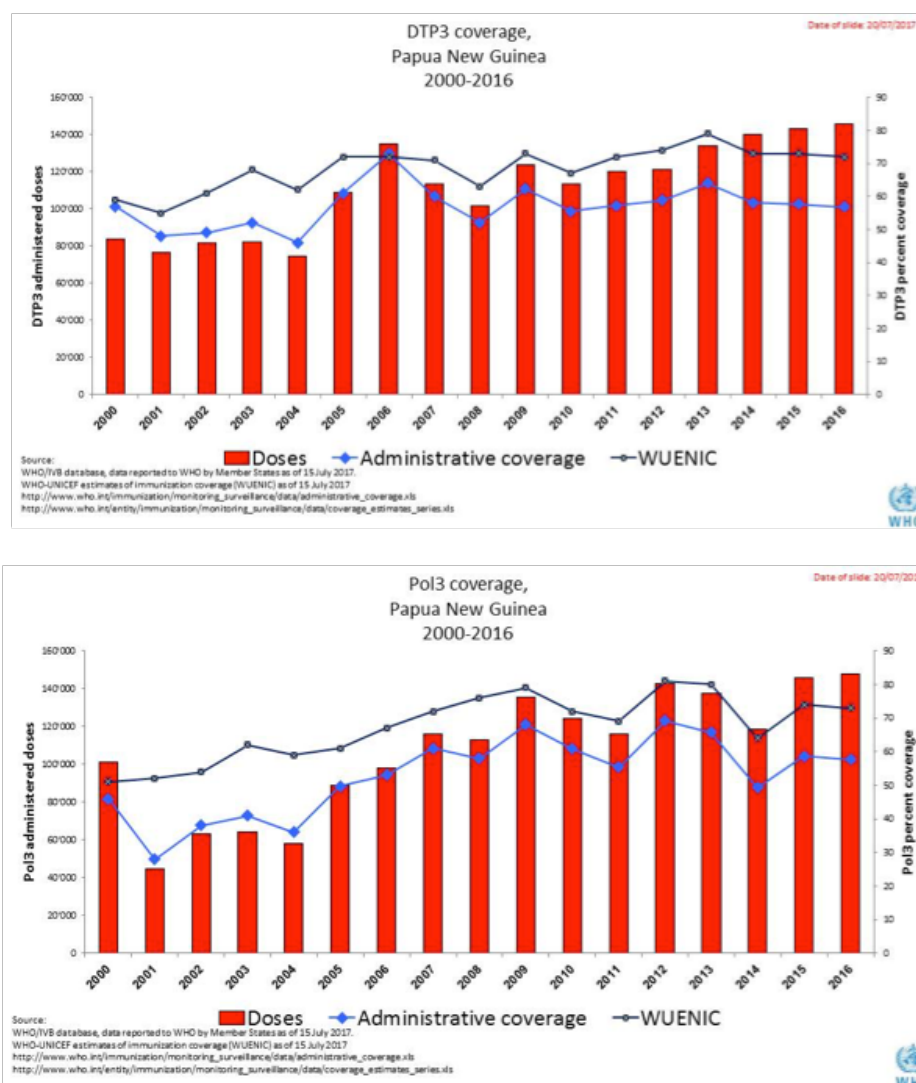 Date of slide: 20/07/2017
DTP3 coverage,
Papua New Guinea
2000-2016
DTP3 administered doses
160'000
140'000
120'000
100'000
80'000
60'000
40'000
20'000
0
90
80
70
60
50
40
30
20
10
0
DTP3 percent coverage
2000 2001 2002 2003 2004 2005 2006 2007 2008 2009 2010 2011 2012 2013 2014 2015 2016
Doses Administrative coverage WUENIC
Source:
WHO/IVB database, data reported to WHO by Member States as of 15 July 2017.
WHO-UNICEF estimates of immunization coverage (WUENIC) as of 15 July 2017
http://www.who.int/immunization/monitoring_surveillance/data/administrative_coverage.xls
http://www.who.int/entity/immunization/monitoring_surveillance/data/coverage_estimates_series.xls
WHO
Date of slide: 20/07/201
Pol3 coverage,
Papua New Guinea
2000-2016
Pol3 administered doses
160'000
140'000
120'000
100'000
80'000
60'000
40'000
20'000
0
90
80
70
60
50
40
30
20
10
0
Pol3 percent coverage
2000 2001 2002 2003 2004 2005 2006 2007 2008 2009 2010 2011 2012 2013 2014 2015 2016
Doses Administrative coverage WUENIC
Source:
WHO/IVB database, data reported to WHO by Member States as of 15 July 2017.
WHO-UNICEF estimates of immunization coverage (WUENIC) as of 15 July 2017
http://www.who.int/immunization/monitoring_surveillance/data/administrative_coverage.xls
http://www.who.int/entity/immunization/monitoring_surveillance/data/coverage_estimates_series.xls
WHO